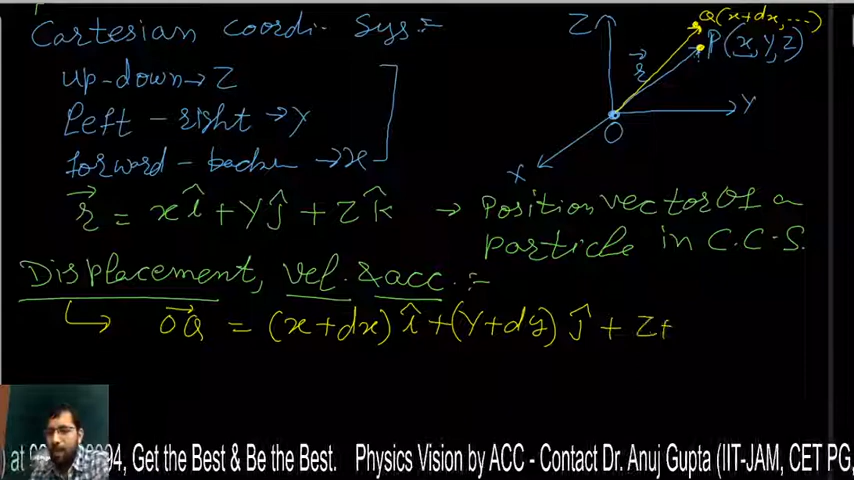 Cartesian coordi- Sys:-
up-down→Z
Left - right →Y
forward - backw →x
Z
Q(x+dx,...)
P(x,Y,Z)
r⃗
Y
O
X
r⃗ = xî+Yĵ+Zk̂ → Position vector of a
particle in C.C.S.
Displacement, vel. & acc.:-
OQ⃗ = (x+dx)î+(Y+dy)ĵ+Z+
94, Get the Best & Be the Best. Physics Vision by ACC - Contact Dr. Anuj Gupta (IIT-JAM, CET PG,